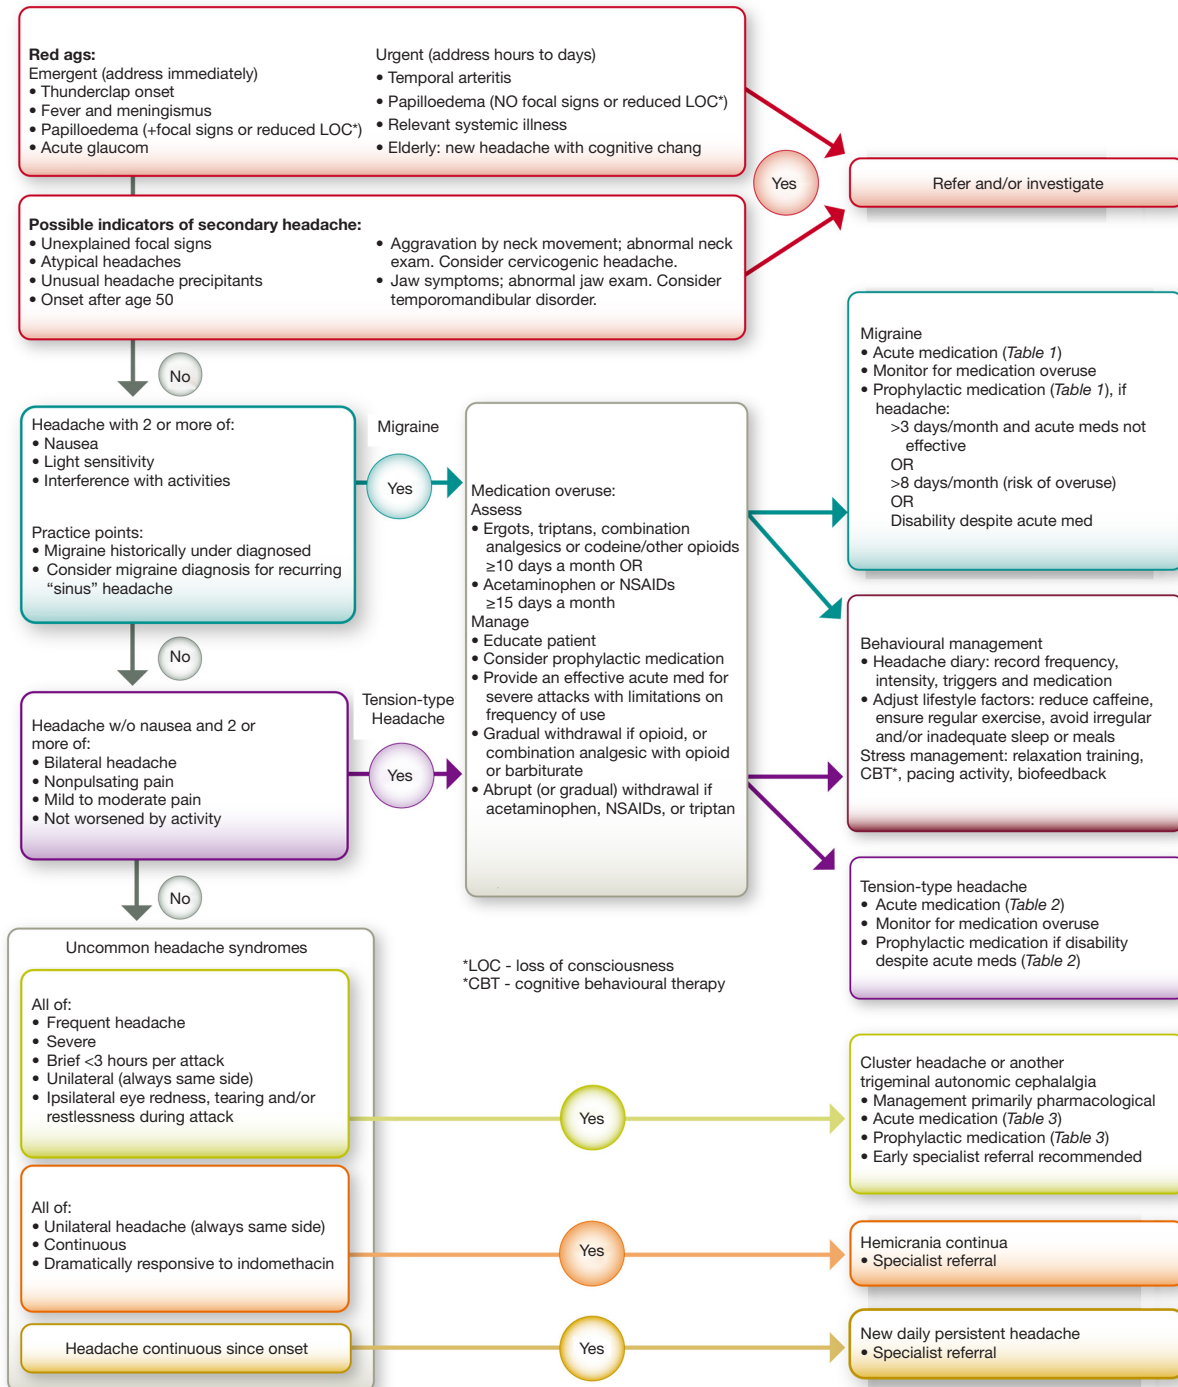 Red ags:
Emergent (address immediately)
• Thunderclap onset
• Fever and meningismus
• Papilloedema (+focal signs or reduced LOC*)
• Acute glaucom
Urgent (address hours to days)
• Temporal arteritis
• Papilloedema (NO focal signs or reduced LOC*)
• Relevant systemic illness
• Elderly: new headache with cognitive chang
Yes
Refer and/or investigate
Possible indicators of secondary headache:
• Unexplained focal signs
• Atypical headaches
• Unusual headache precipitants
• Onset after age 50
• Aggravation by neck movement; abnormal neck
exam. Consider cervicogenic headache.
• Jaw symptoms; abnormal jaw exam. Consider
temporomandibular disorder.
No
Headache with 2 or more of:
• Nausea
• Light sensitivity
• Interference with activities
Practice points:
• Migraine historically under diagnosed
• Consider migraine diagnosis for recurring
“sinus” headache
Migraine
Yes
Medication overuse:
Assess
• Ergots, triptans, combination
analgesics or codeine/other opioids
≥10 days a month OR
• Acetaminophen or NSAIDs
≥15 days a month
Manage
• Educate patient
• Consider prophylactic medication
• Provide an effective acute med for
severe attacks with limitations on
frequency of use
• Gradual withdrawal if opioid, or
combination analgesic with opioid
or barbiturate
• Abrupt (or gradual) withdrawal if
acetaminophen, NSAIDs, or triptan
Migraine
• Acute medication (Table 1)
• Monitor for medication overuse
• Prophylactic medication (Table 1), if
headache:
>3 days/month and acute meds not
effective
OR
>8 days/month (risk of overuse)
OR
Disability despite acute med
Behavioural management
• Headache diary: record frequency,
intensity, triggers and medication
• Adjust lifestyle factors: reduce caffeine,
ensure regular exercise, avoid irregular
and/or inadequate sleep or meals
Stress management: relaxation training,
CBT*, pacing activity, biofeedback
No
Headache w/o nausea and 2 or
more of:
• Bilateral headache
• Nonpulsating pain
• Mild to moderate pain
• Not worsened by activity
Tension-type
Headache
Yes
Tension-type headache
• Acute medication (Table 2)
• Monitor for medication overuse
• Prophylactic medication if disability
despite acute meds (Table 2)
No
*LOC - loss of consciousness
*CBT - cognitive behavioural therapy
Uncommon headache syndromes
All of:
• Frequent headache
• Severe
• Brief <3 hours per attack
• Unilateral (always same side)
• Ipsilateral eye redness, tearing and/or
restlessness during attack
Yes
Cluster headache or another
trigeminal autonomic cephalalgia
• Management primarily pharmacological
• Acute medication (Table 3)
• Prophylactic medication (Table 3)
• Early specialist referral recommended
All of:
• Unilateral headache (always same side)
• Continuous
• Dramatically responsive to indomethacin
Yes
Hemicrania continua
• Specialist referral
Headache continuous since onset
Yes
New daily persistent headache
• Specialist referral